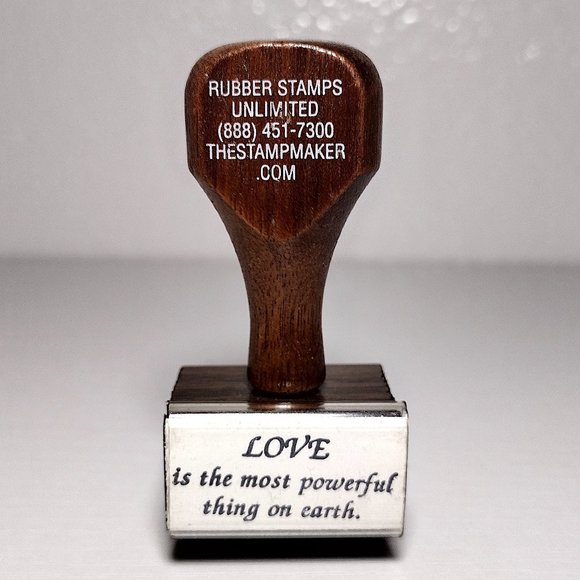 RUBBER STAMPS
UNLIMITED
(888) 451-7300
THESTAMPMAKER
.COM
LOVE
is the most powerful
thing on earth.